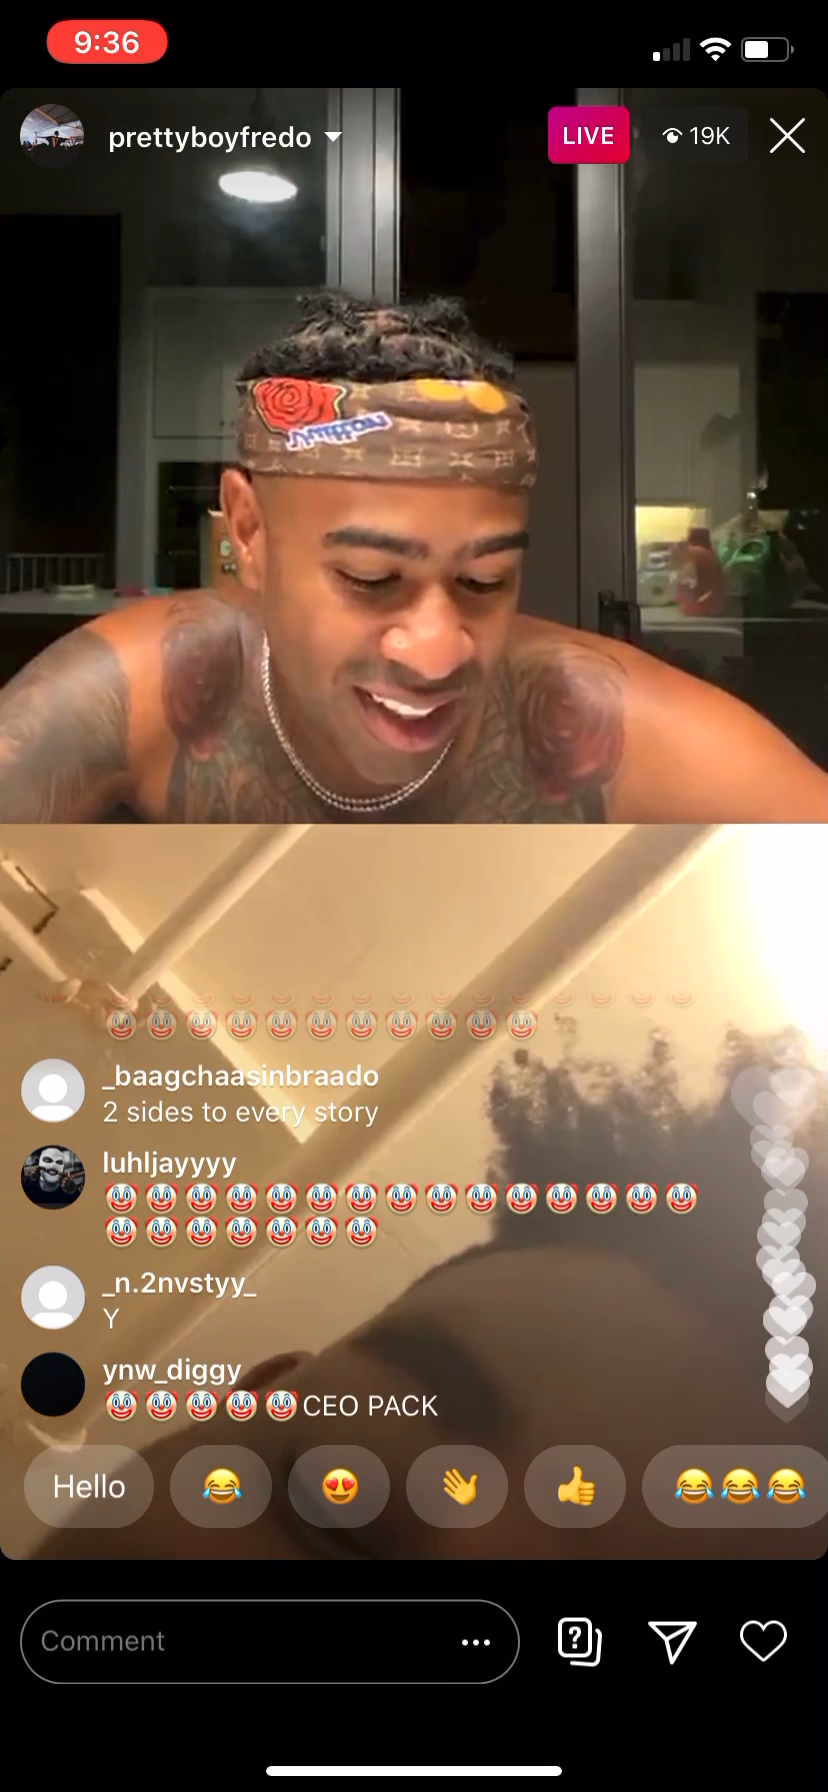 9:36
prettyboyfredo
LIVE
19K
🤡🤡🤡🤡🤡🤡🤡🤡🤡🤡🤡
_baagchaasinbraado
2 sides to every story
luhljayyyy
🤡🤡🤡🤡🤡🤡🤡🤡🤡🤡🤡🤡🤡🤡🤡
🤡🤡🤡🤡🤡🤡🤡
_n.2nvstyy_
Y
ynw_diggy
🤡🤡🤡🤡🤡CEO PACK
Hello 😂 😍 👋 👍 😂😂😂
Comment